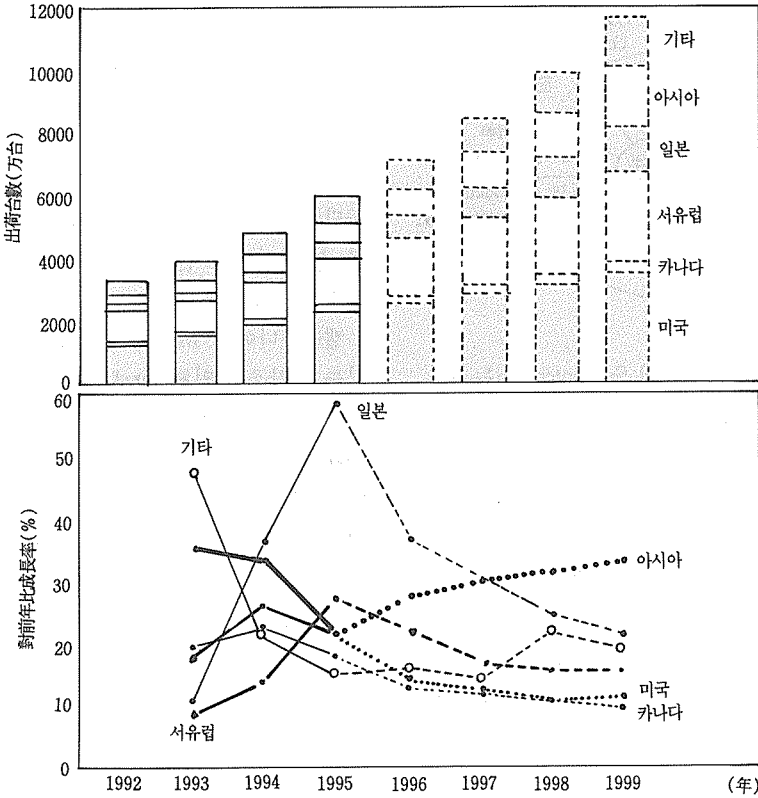 12000
10000
8000
6000
4000
2000
0
出荷台數(万台)
기타
아시아
일본
서유럽
카나다
미국
60
50
40
30
20
10
0
對前年比成長率(%)
기타
일본
아시아
미국
카나다
서유럽
1992 1993 1994 1995 1996 1997 1998 1999 (年)